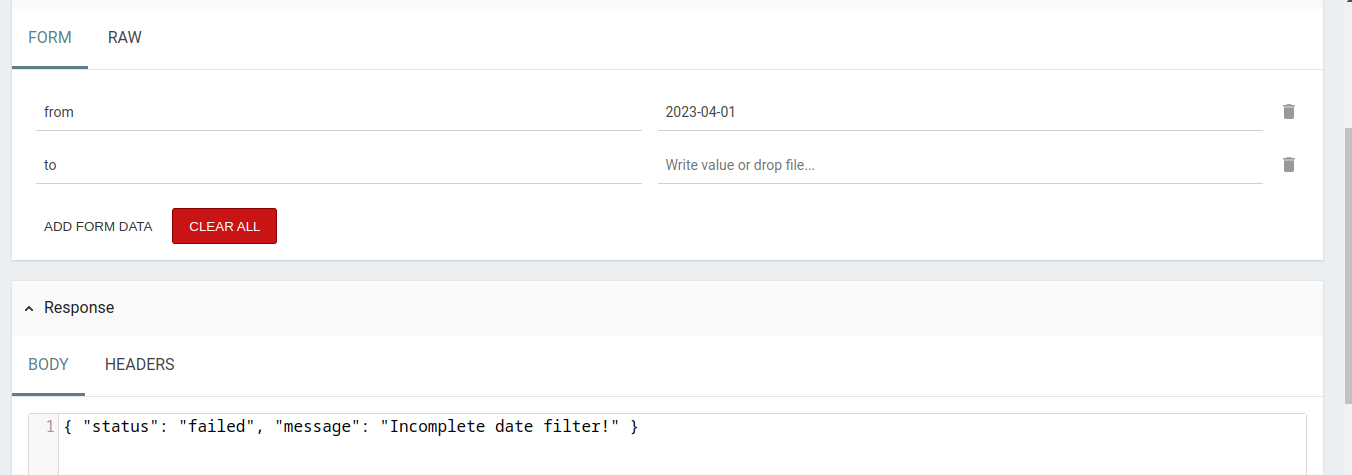 FORM RAW
from 2023-04-01
to Write value or drop file...
ADD FORM DATA CLEAR ALL
Response
BODY HEADERS
1 { "status": "failed", "message": "Incomplete date filter!" }